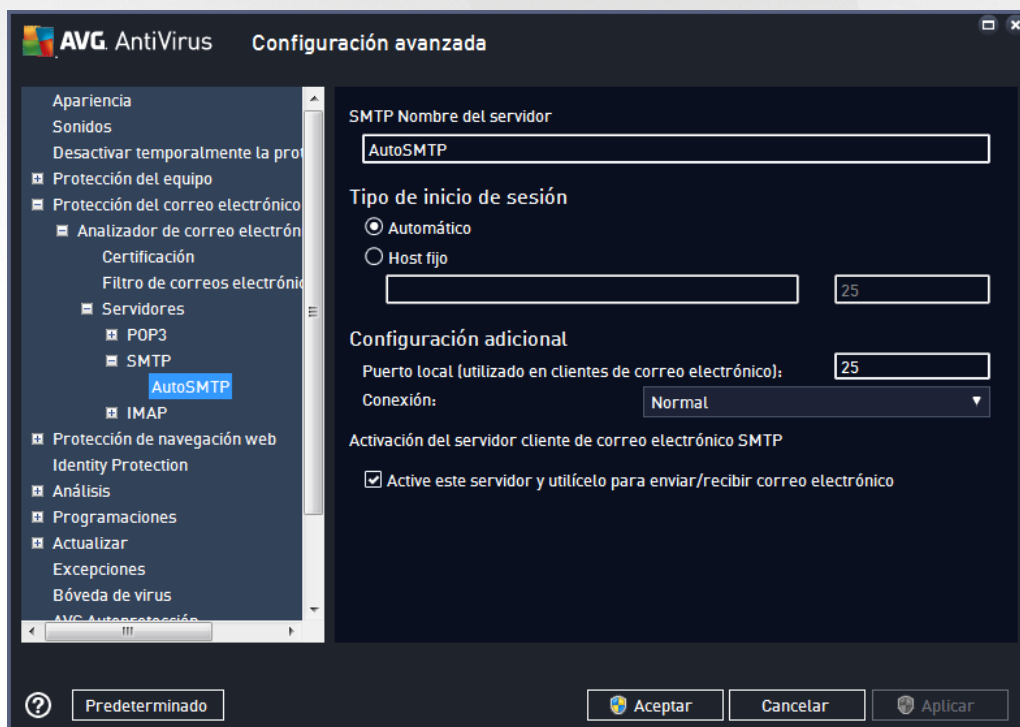 AVG. AntiVirus Configuración avanzada
Apariencia
Sonidos
Desactivar temporalmente la prot
Protección del equipo
Protección del correo electrónico
Analizador de correo electrón
Certificación
Filtro de correos electrónic
Servidores
POP3
SMTP
AutoSMTP
IMAP
Protección de navegación web
Identity Protection
Análisis
Programaciones
Actualizar
Excepciones
Bóveda de virus
AVG Autoprotección
SMTP Nombre del servidor
AutoSMTP
Tipo de inicio de sesión
Automático
Host fijo
25
Configuración adicional
Puerto local (utilizado en clientes de correo electrónico): 25
Conexión: Normal
Activación del servidor cliente de correo electrónico SMTP
Active este servidor y utilícelo para enviar/recibir correo electrónico
? Predeterminado Aceptar Cancelar Aplicar